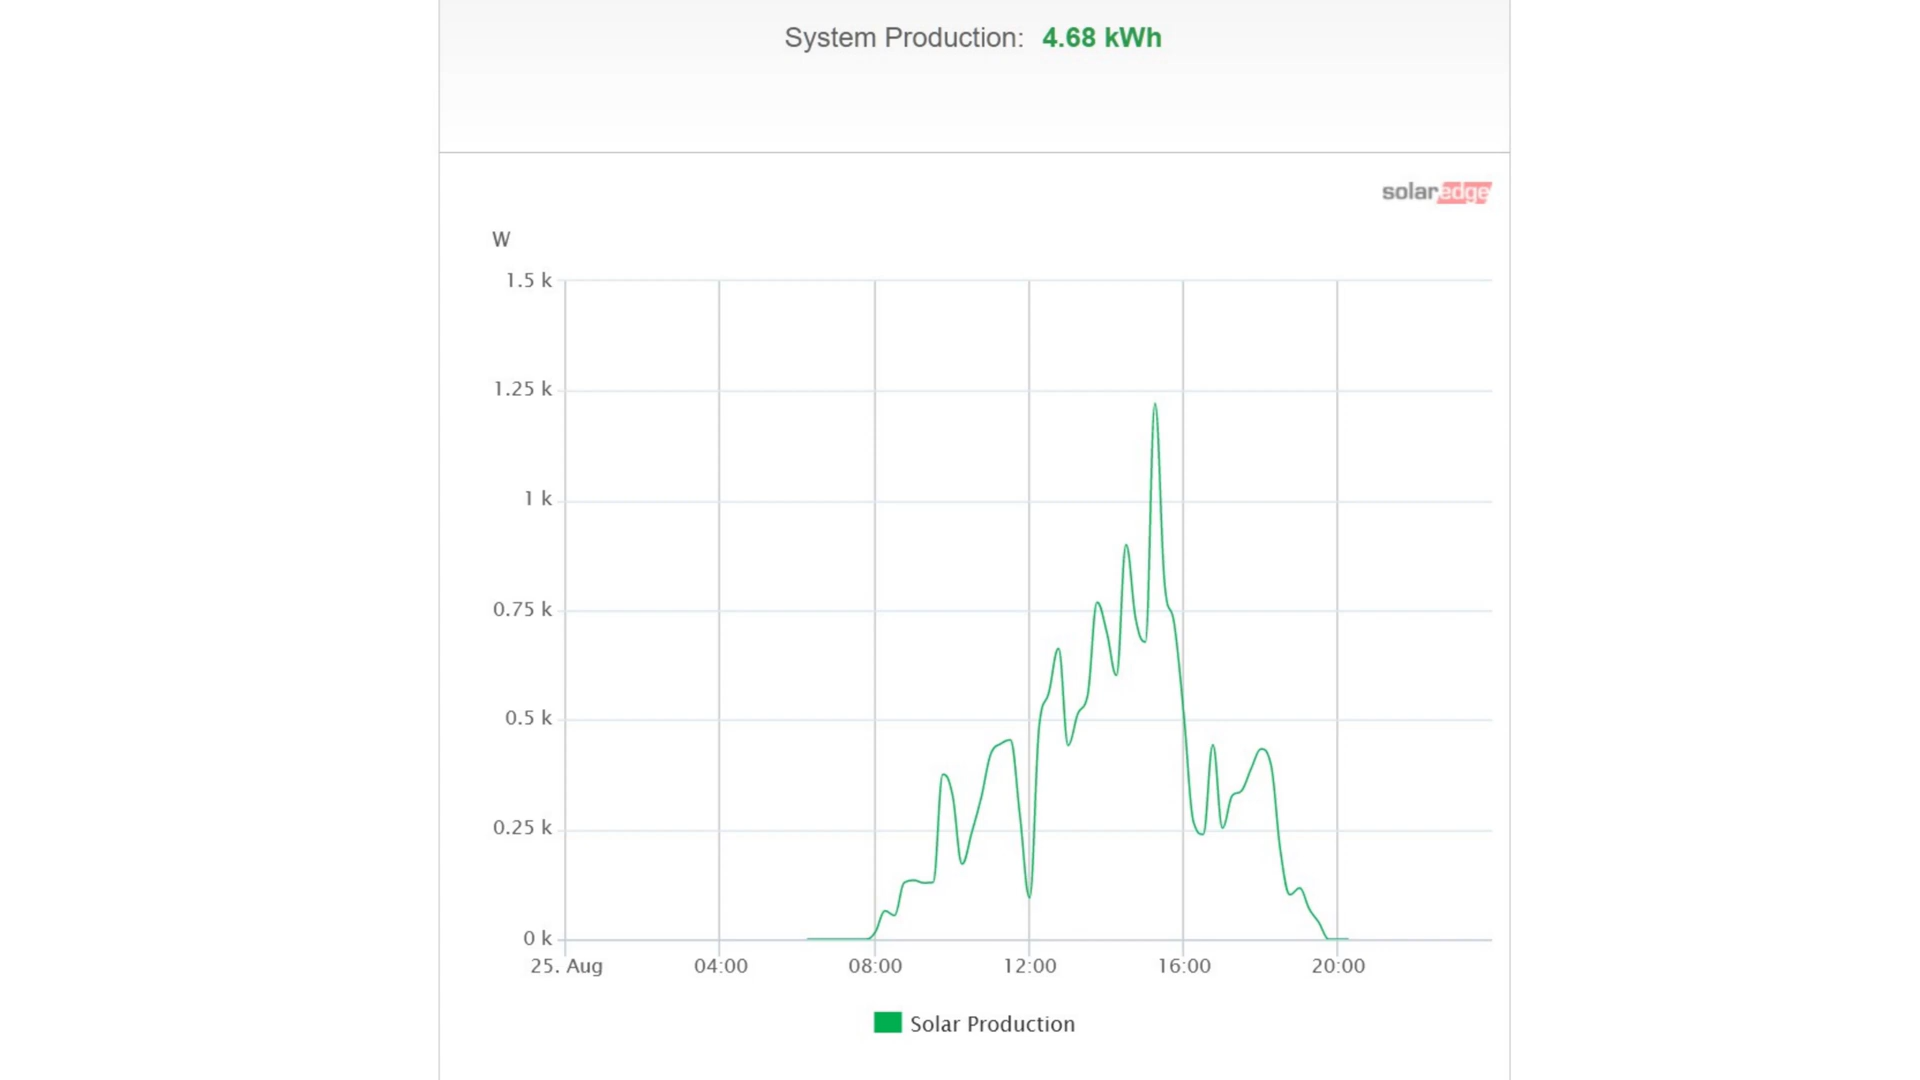 System Production: 4.68 kWh
solaredge
W
1.5 k
1.25 k
1 k
0.75 k
0.5 k
0.25 k
0 k
25. Aug 04:00 08:00 12:00 16:00 20:00
Solar Production